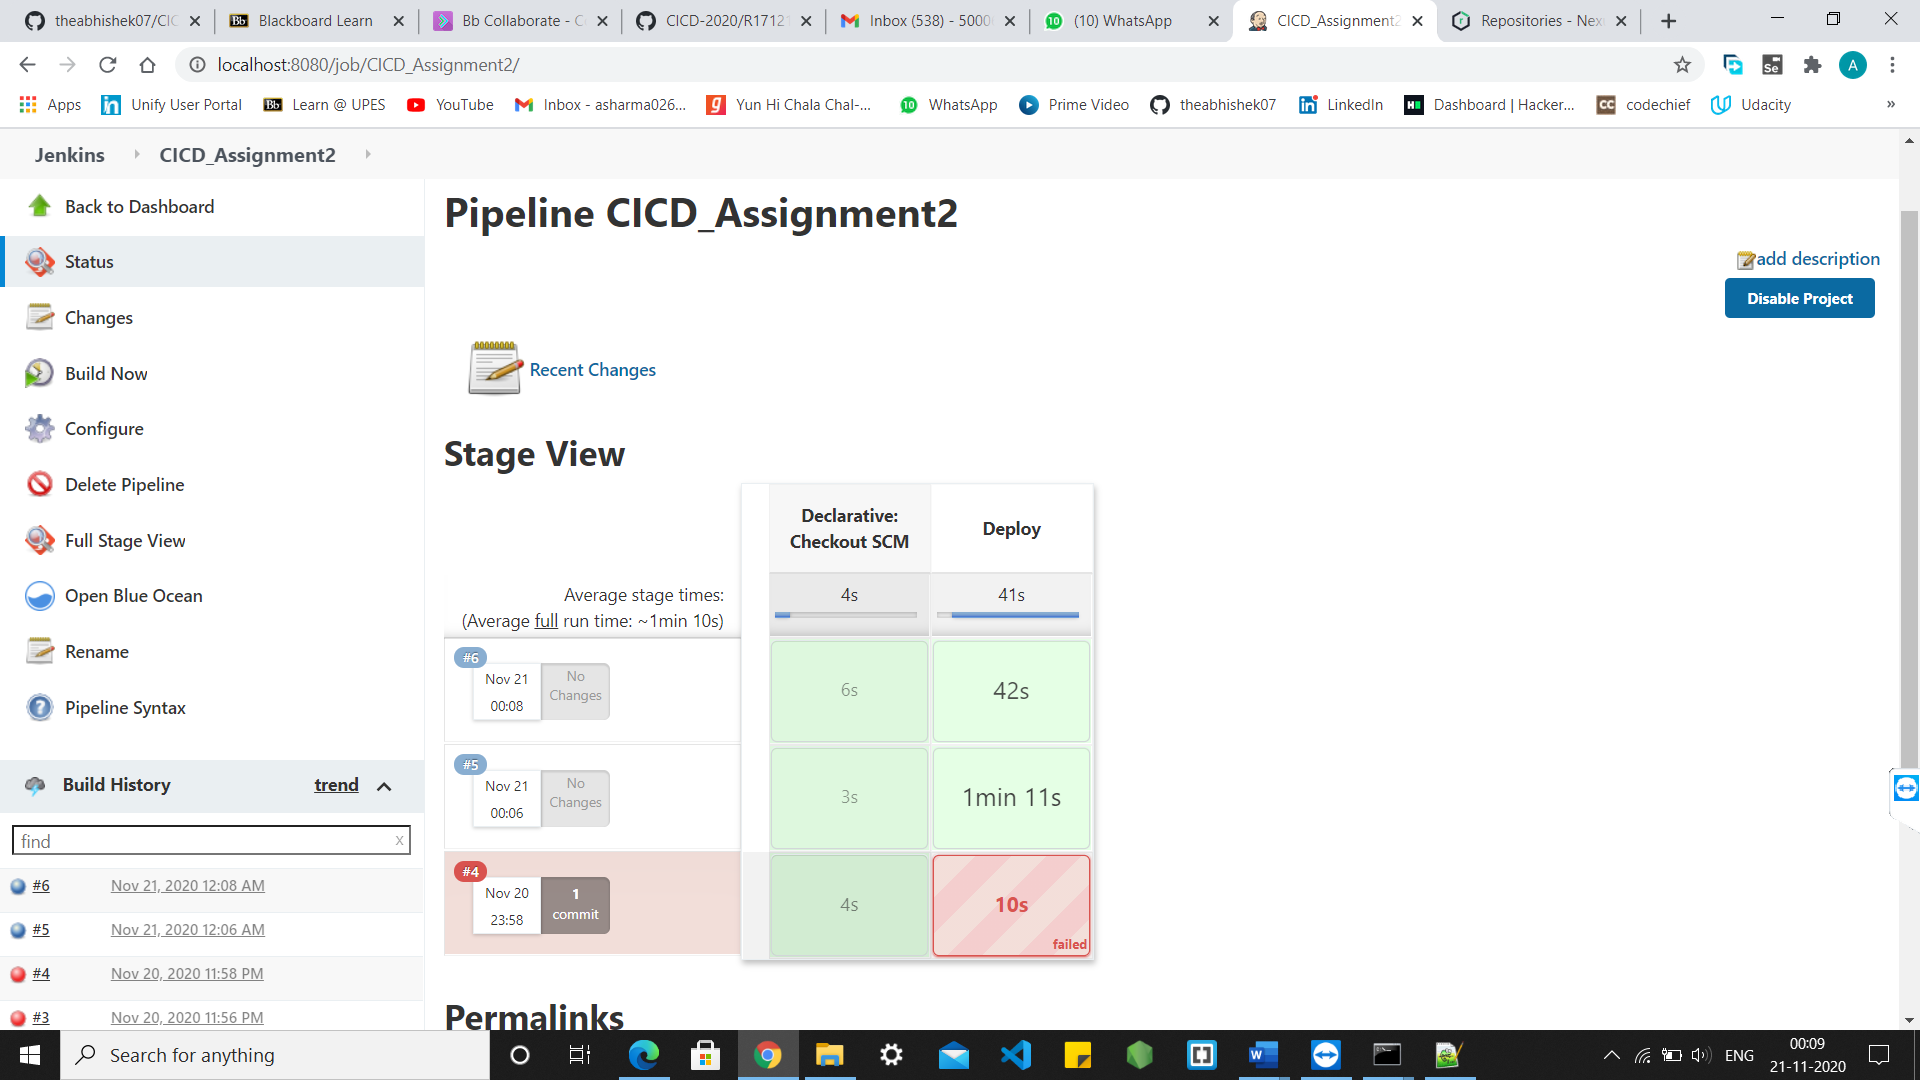 theabhishek07/CIC
Blackboard Learn
Bb Collaborate - C
CICD-2020/R1712
Inbox (538) - 5000
(10) WhatsApp
CICD_Assignment2
Repositories - Nex
localhost:8080/job/CICD_Assignment2/
A
Apps
Unify User Portal
Learn @ UPES
YouTube
Inbox - asharma026...
Yun Hi Chala Chal-...
WhatsApp
Prime Video
theabhishek07
LinkedIn
Dashboard | Hacker...
codechief
Udacity
»
Jenkins
CICD_Assignment2
Back to Dashboard
Status
Changes
Build Now
Configure
Delete Pipeline
Full Stage View
Open Blue Ocean
Rename
Pipeline Syntax
Build History
trend
find
x
#6 Nov 21, 2020 12:08 AM
#5 Nov 21, 2020 12:06 AM
#4 Nov 20, 2020 11:58 PM
#3 Nov 20, 2020 11:56 PM
Pipeline CICD_Assignment2
add description
Disable Project
Recent Changes
Stage View
Declarative:
Checkout SCM
Deploy
Average stage times:
(Average full run time: ~1min 10s)
4s
41s
#6
Nov 21
00:08
No
Changes
6s
42s
#5
Nov 21
00:06
No
Changes
3s
1min 11s
#4
Nov 20
23:58
1
commit
4s
10s
failed
Permalinks
Search for anything
ENG
00:09
21-11-2020